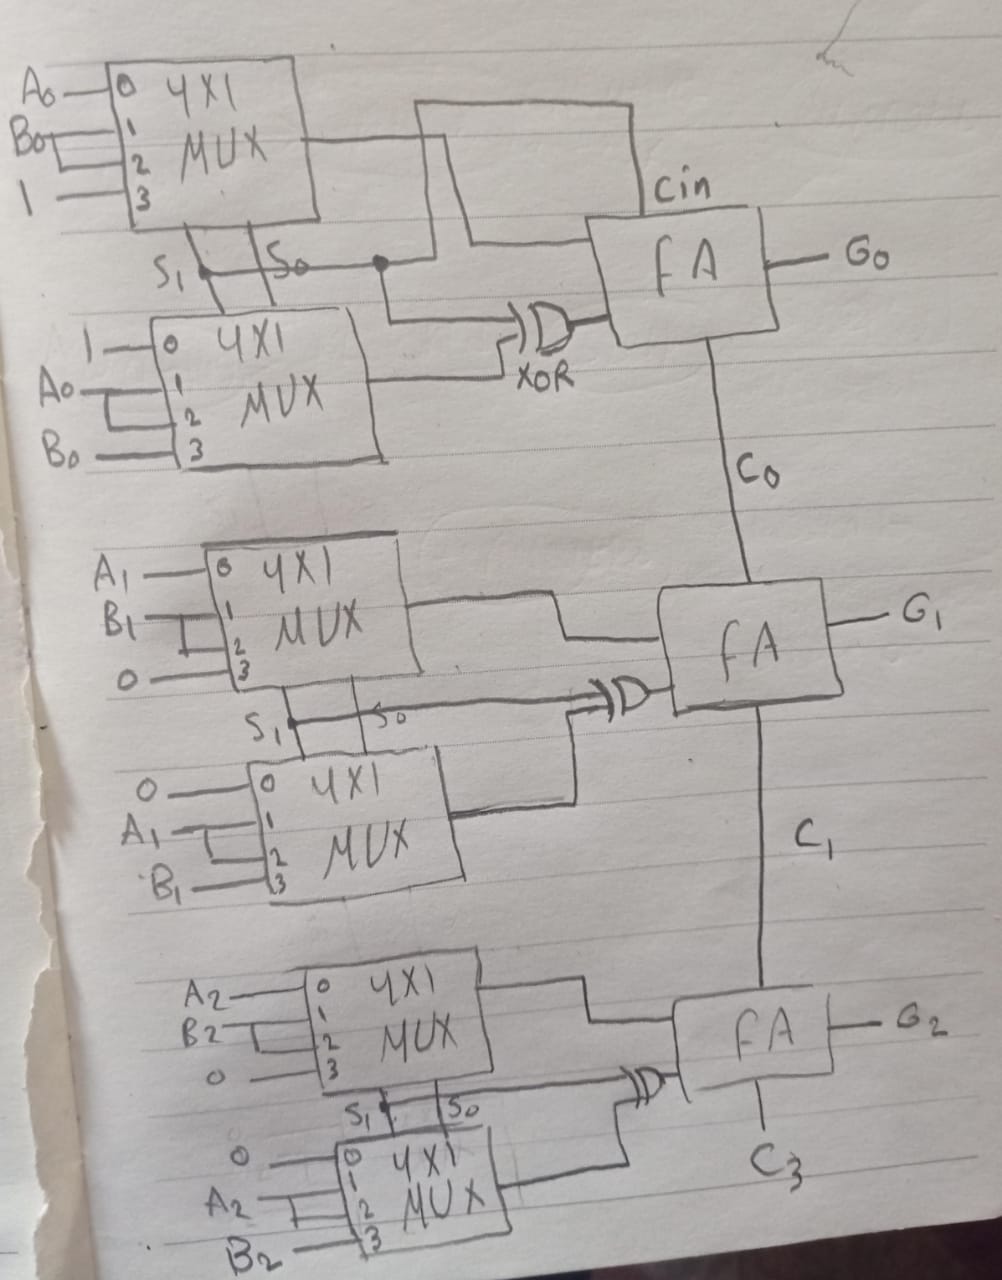 A0 0 4X1
B0 1 MUX
2
1 3
S1 S0
Cin
FA G0
1 0 4X1
A0 1 MUX
2
B0 3
XOR
C0
A1 0 4X1
B1 1 MUX
2
0 3
S1 S0
FA G1
0 0 4X1
A1 1 MUX
2
B1 3
C1
A2 0 4X1
B2 1 MUX
2
0 3
S1 S0
FA G2
0 0 4X1
A2 1 MUX
2
B2 3
C3